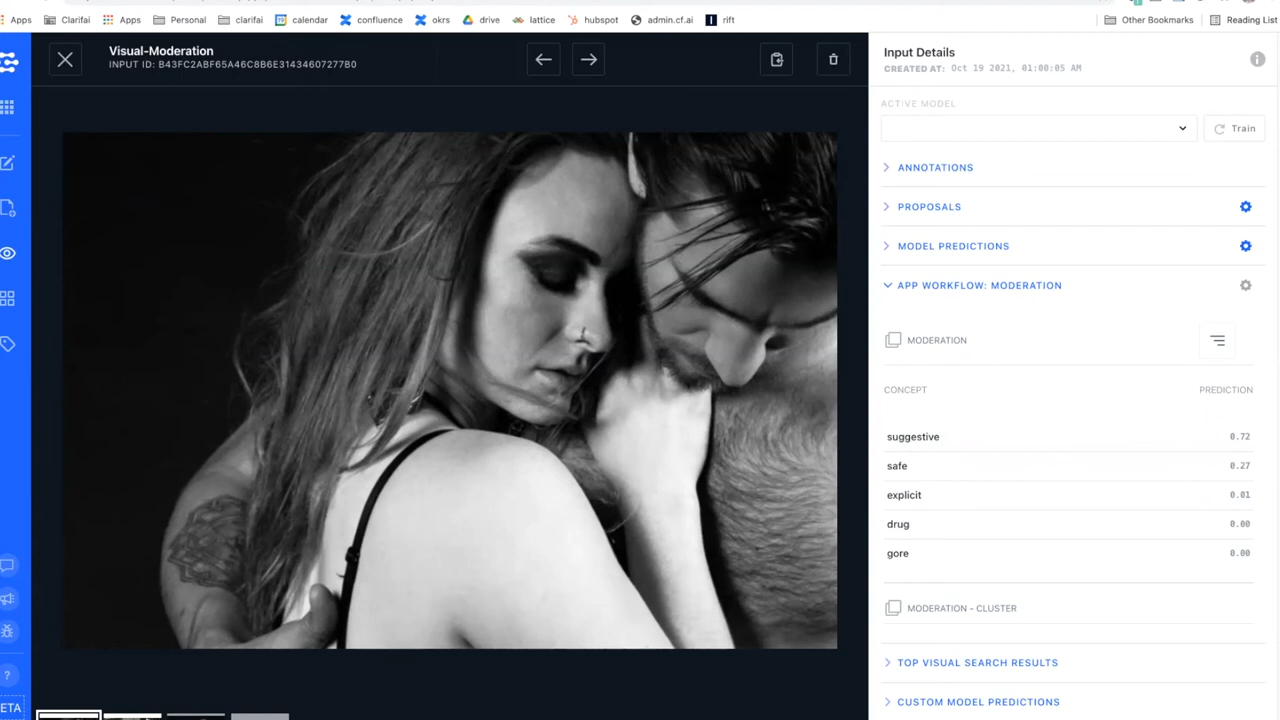 Apps Clarifai Apps Personal clarifai calendar confluence okrs drive lattice hubspot admin.cf.ai rift Other Bookmarks Reading List
Visual-Moderation
INPUT ID: B43FC2ABF65A46C8B6E31434607277B0
Input Details
CREATED AT: Oct 19 2021, 01:00:05 AM
ACTIVE MODEL
Train
ANNOTATIONS
PROPOSALS
MODEL PREDICTIONS
APP WORKFLOW: MODERATION
MODERATION
CONCEPT PREDICTION
suggestive 0.72
safe 0.27
explicit 0.01
drug 0.00
gore 0.00
MODERATION - CLUSTER
TOP VISUAL SEARCH RESULTS
CUSTOM MODEL PREDICTIONS
?
ETA